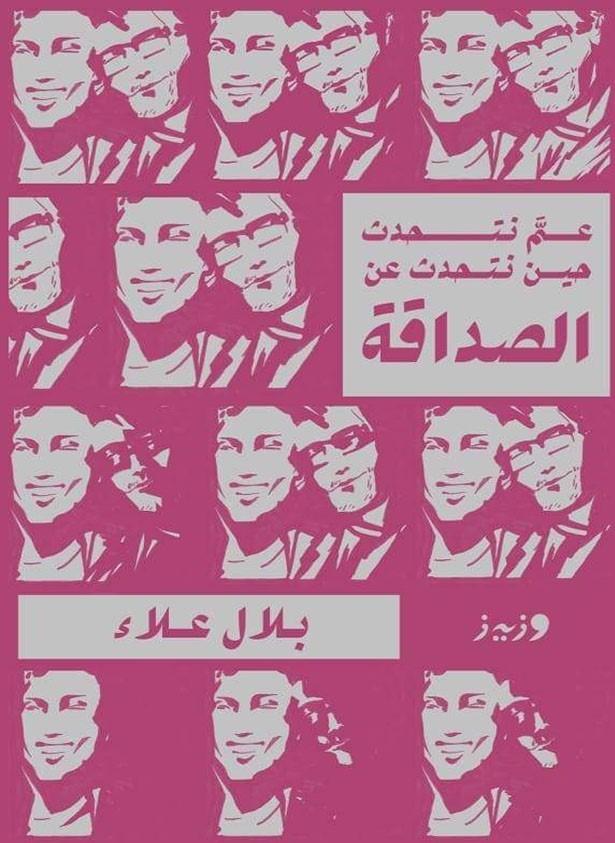 عمَّ نتحدث
حين نتحدث عن
الصداقة
بلال علاء
وزيز